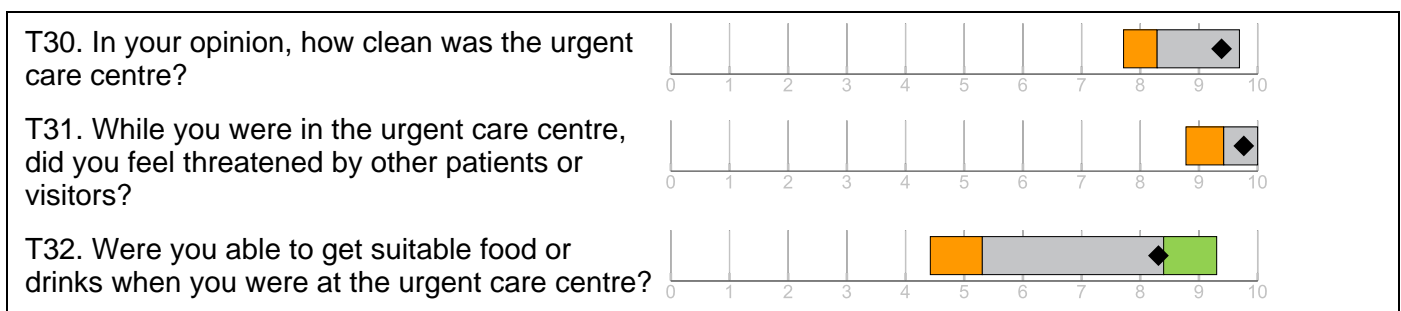 T30. In your opinion, how clean was the urgent
care centre?
0 1 2 3 4 5 6 7 8 9 10
T31. While you were in the urgent care centre,
did you feel threatened by other patients or
visitors?
0 1 2 3 4 5 6 7 8 9 10
T32. Were you able to get suitable food or
drinks when you were at the urgent care centre?
0 1 2 3 4 5 6 7 8 9 10